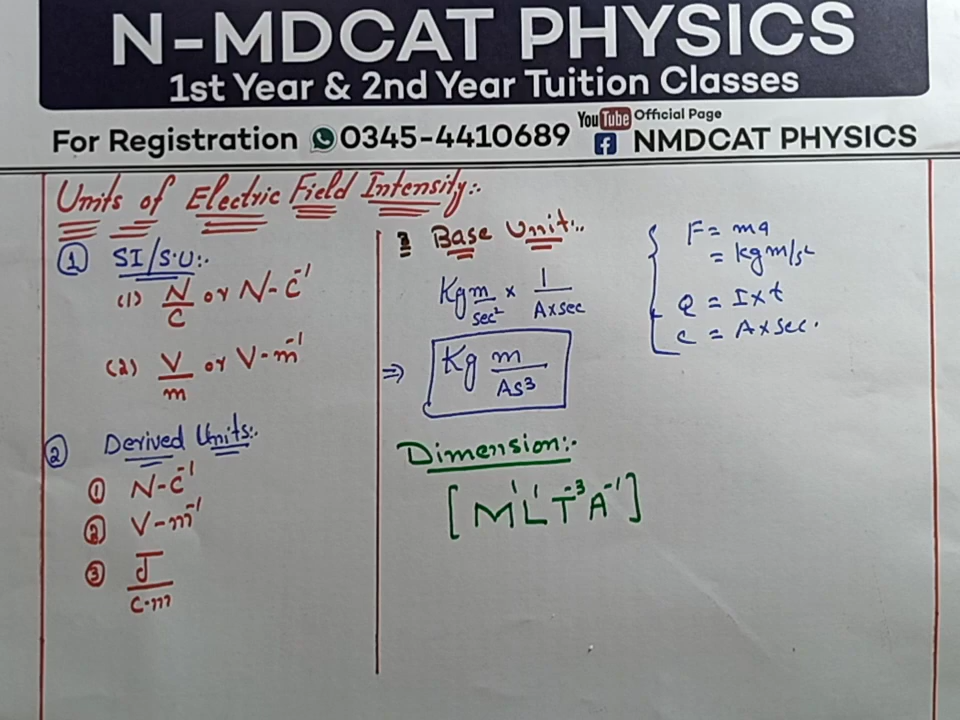 N-MDCAT PHYSICS
1st Year & 2nd Year Tuition Classes
For Registration 0345-4410689 YouTube Official Page
NMDCAT PHYSICS
Units of Electric Field Intensity:-
① SI/S.U:-
(1) N/C or N-C⁻¹
(2) V/m or V-m⁻¹
② Derived Units:-
① N-C⁻¹
② V-m⁻¹
③ J/C.m
3 Base Unit:-
Kg m/sec² × 1/A×sec
⇒ Kg m/As³
Dimension:-
[M¹L¹T⁻³A⁻¹]
F = ma
= kgm/s²
Q = I×t
C = A×sec.